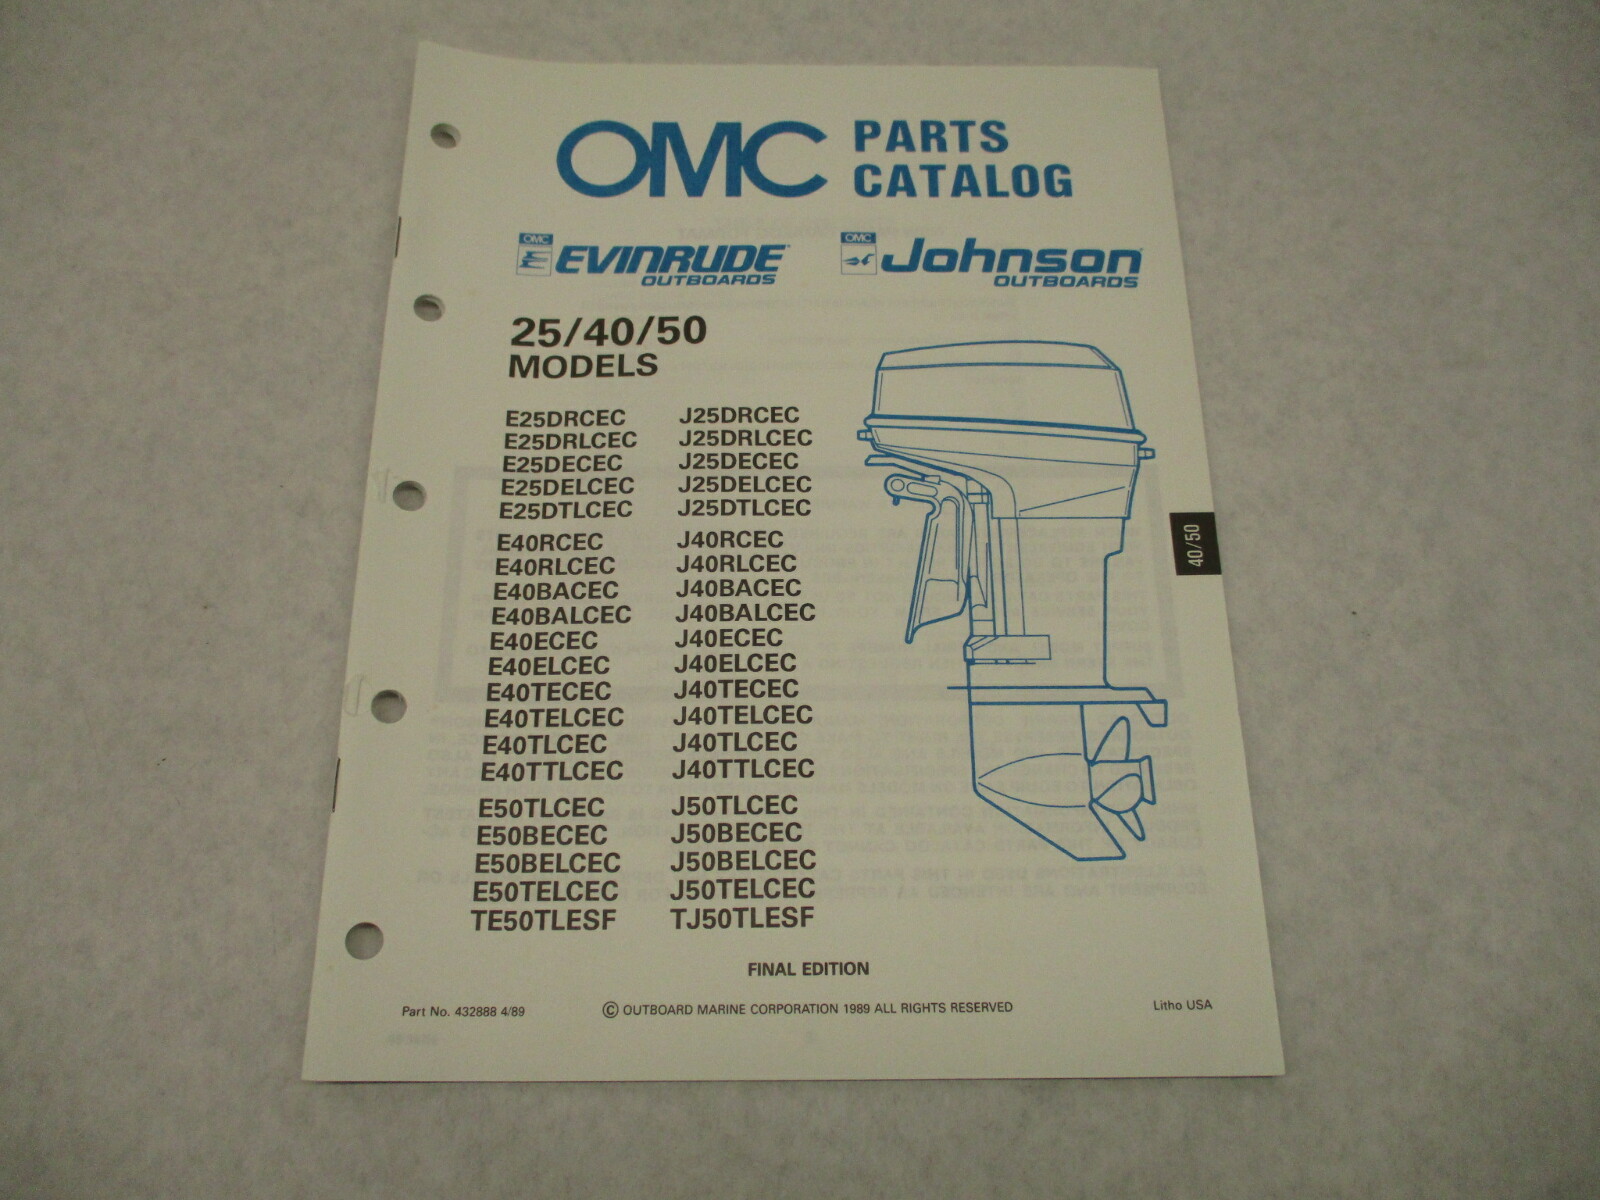 OMC PARTS CATALOG
OMC EVINRUDE OUTBOARDS
OMC Johnson OUTBOARDS
25/40/50
MODELS
E25DRCEC J25DRCEC
E25DRLCEC J25DRLCEC
E25DECEC J25DECEC
E25DELCEC J25DELCEC
E25DTLCEC J25DTLCEC
E40RCEC J40RCEC
E40RLCEC J40RLCEC
E40BACEC J40BACEC
E40BALCEC J40BALCEC
E40ECEC J40ECEC
E40ELCEC J40ELCEC
E40TECEC J40TECEC
E40TELCEC J40TELCEC
E40TLCEC J40TLCEC
E40TTLCEC J40TTLCEC
E50TLCEC J50TLCEC
E50BECEC J50BECEC
E50BELCEC J50BELCEC
E50TELCEC J50TELCEC
TE50TLESF TJ50TLESF
40/50
FINAL EDITION
Part No. 432888 4/89
© OUTBOARD MARINE CORPORATION 1989 ALL RIGHTS RESERVED
Litho USA